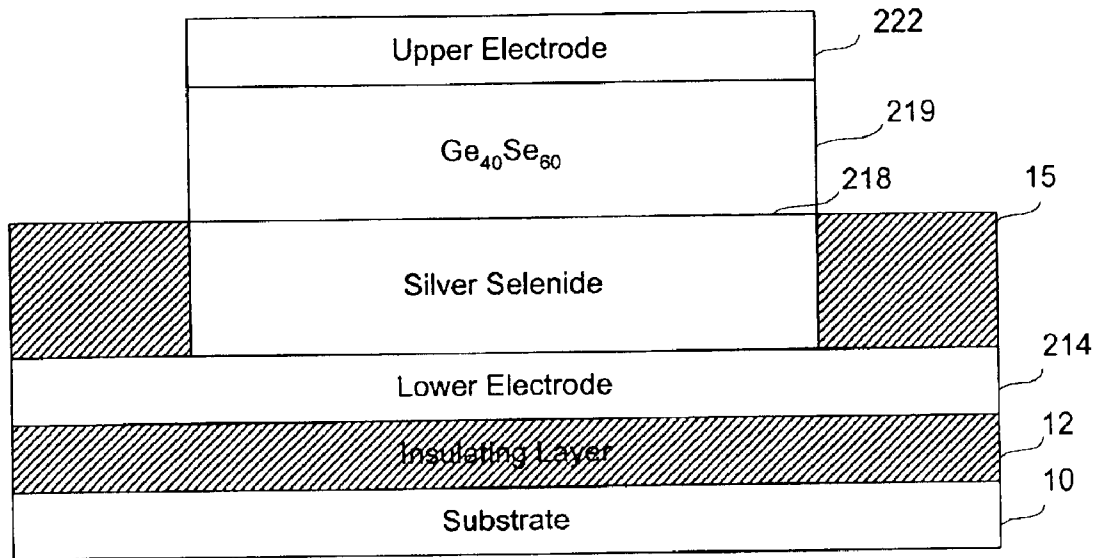 Upper Electrode
222
219
Ge₄₀Se₆₀
218
15
Silver Selenide
214
Lower Electrode
12
Insulating Layer
10
Substrate